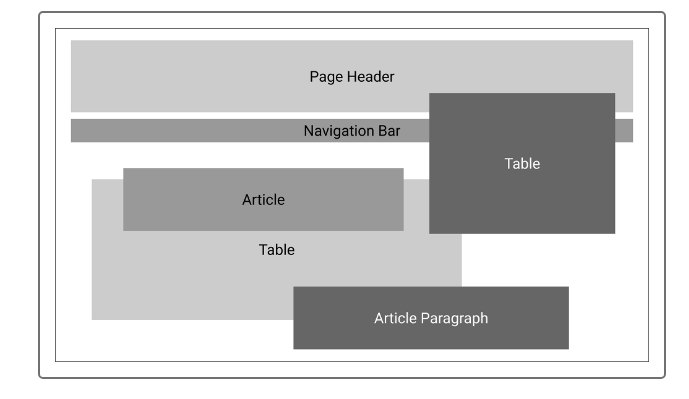 Page Header
Navigation Bar
Table
Article
Table
Article Paragraph